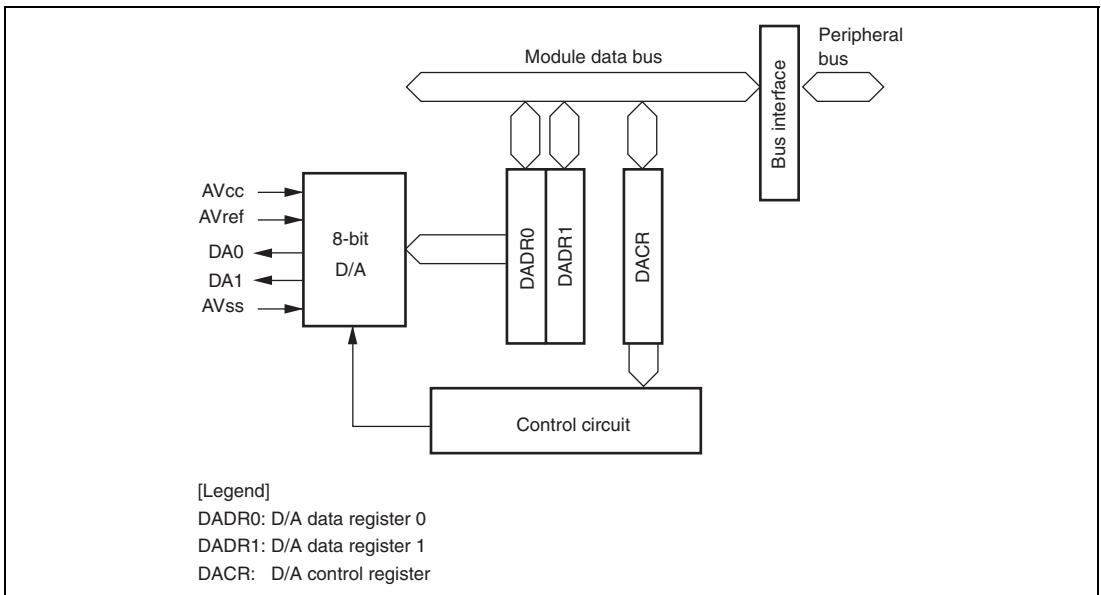 Module data bus
Peripheral
bus
Bus interface
AVcc
AVref
DA0
DA1
AVss
8-bit
D/A
DADR0
DADR1
DACR
Control circuit
[Legend]
DADR0: D/A data register 0
DADR1: D/A data register 1
DACR: D/A control register